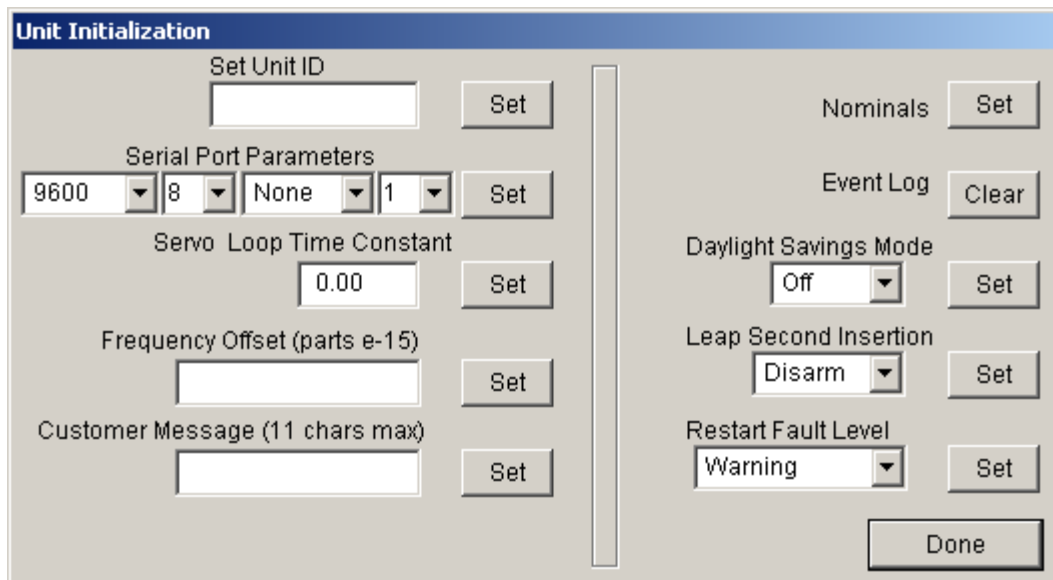 Unit Initialization
Set Unit ID
Set
Serial Port Parameters
9600 8 None 1 Set
Servo Loop Time Constant
0.00 Set
Frequency Offset (parts e-15)
Set
Customer Message (11 chars max)
Set
Nominals Set
Event Log Clear
Daylight Savings Mode
Off Set
Leap Second Insertion
Disarm Set
Restart Fault Level
Warning Set
Done